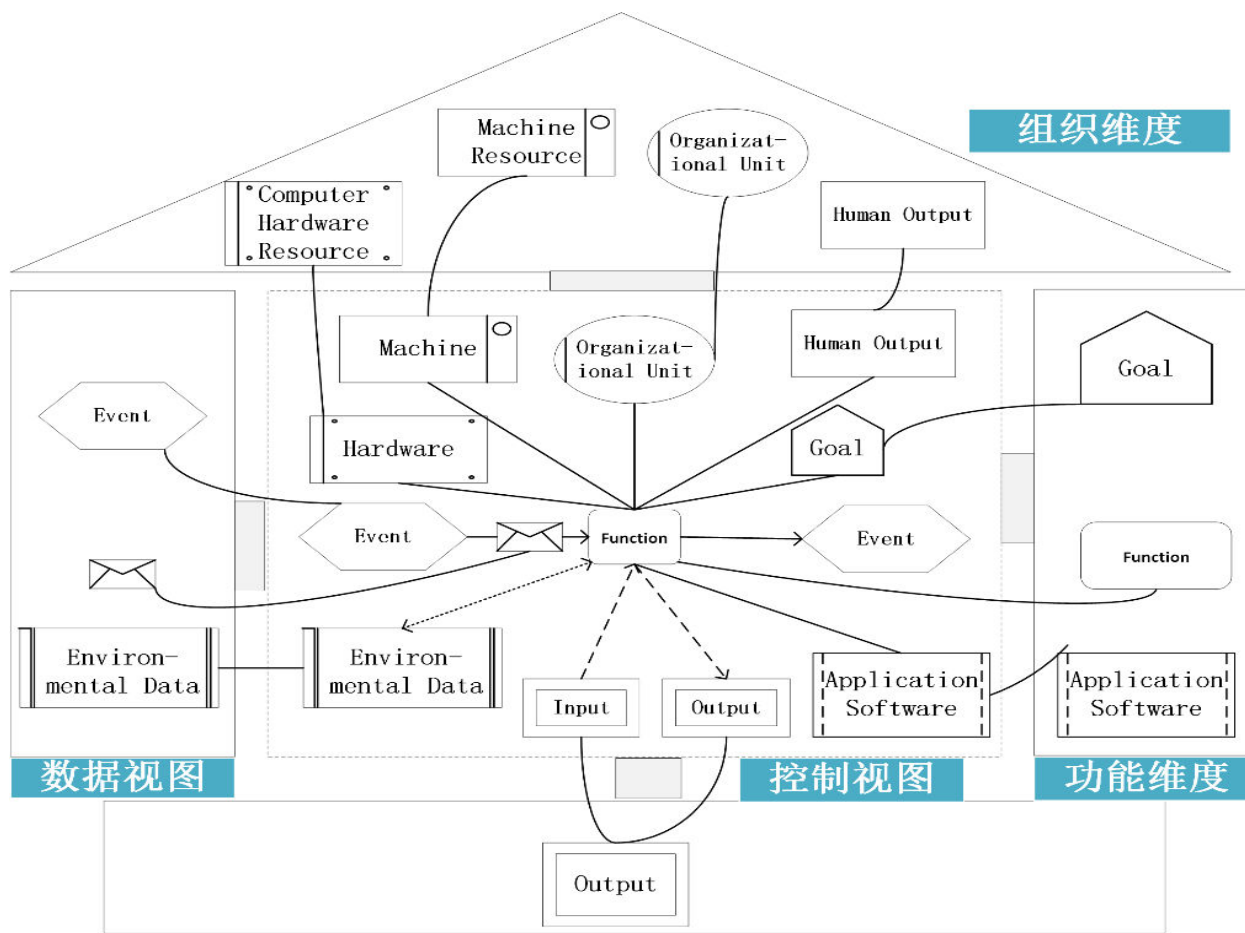 组织维度
Machine
Resource
Organizat-
ional Unit
Computer
Hardware
Resource
Human Output
Machine
Organizat-
ional Unit
Human Output
Goal
Event
Hardware
Goal
Event
Function
Event
Function
Environ-
mental Data
Environ-
mental Data
Input
Output
Application
Software
Application
Software
数据视图
控制视图
功能维度
Output